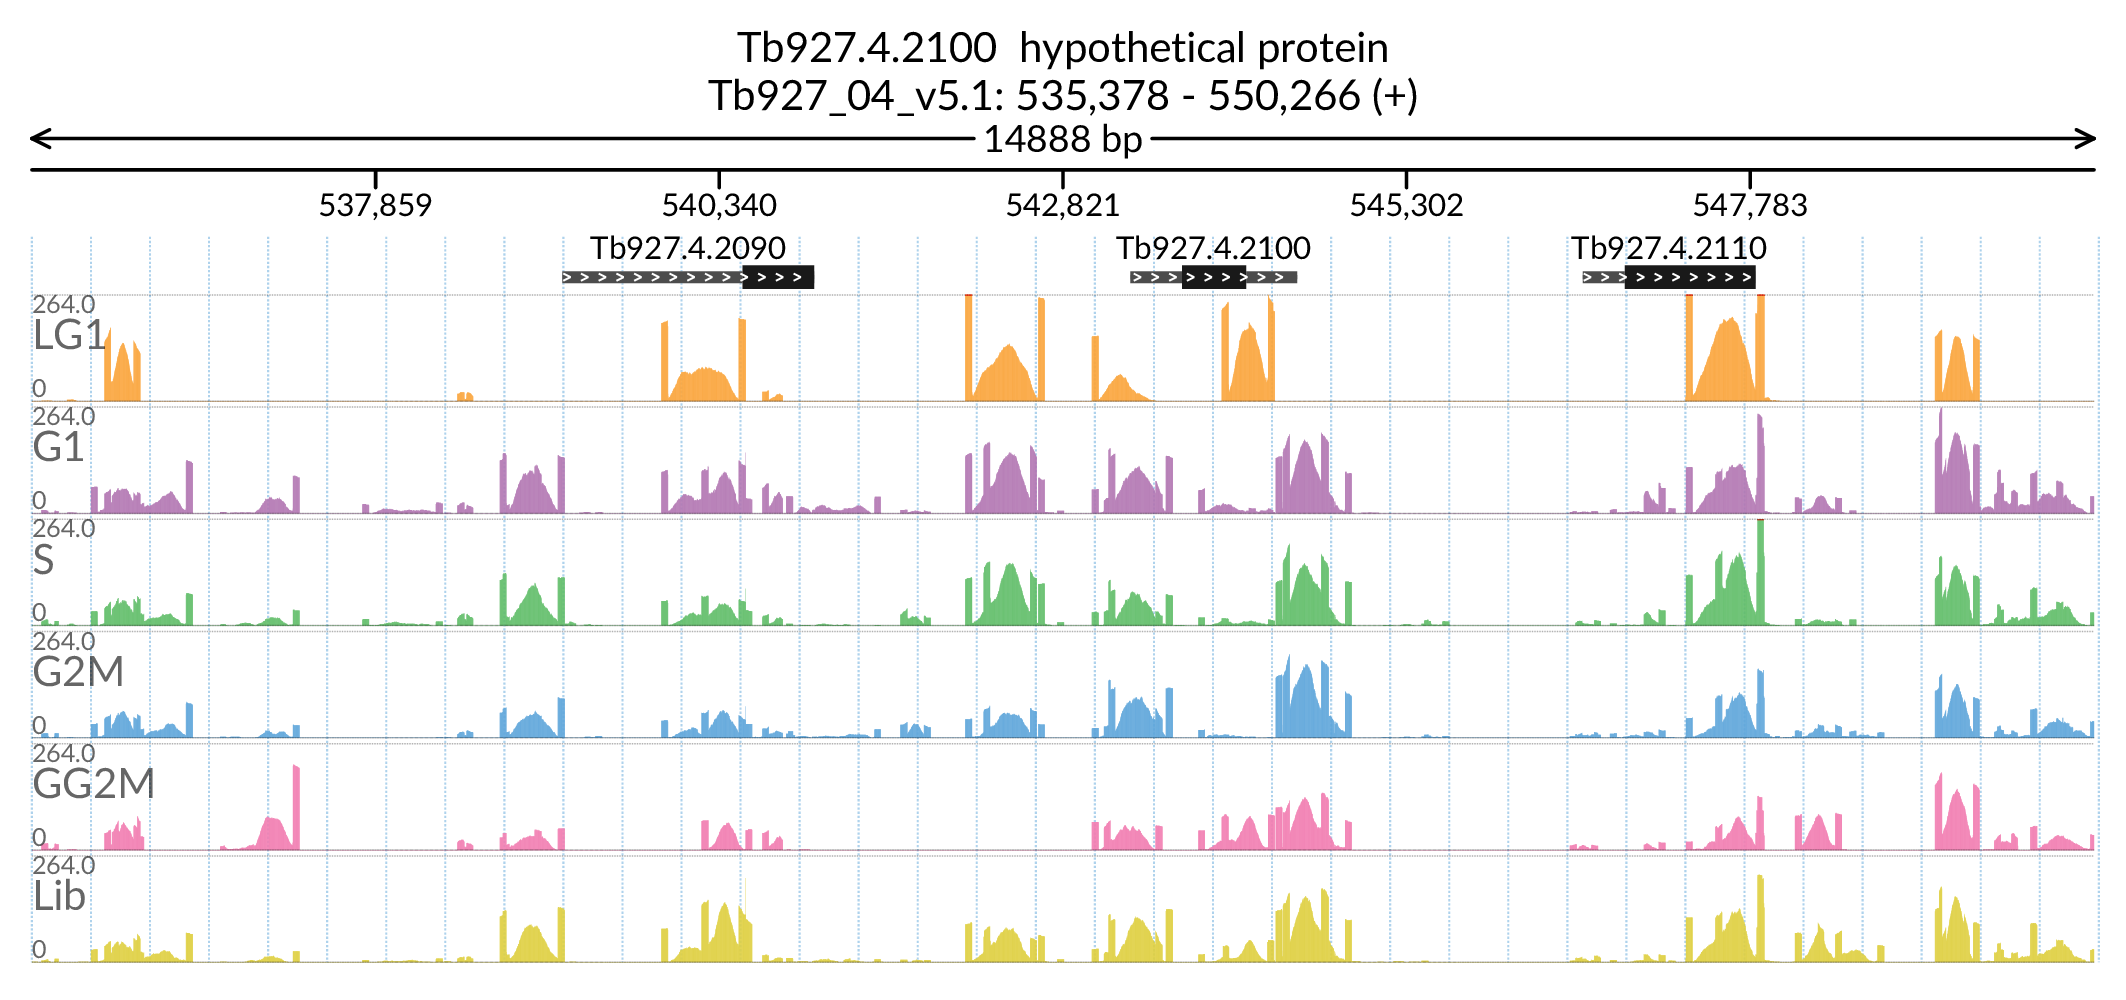 Tb927.4.2100  hypothetical protein
Tb927_04_v5.1: 535,378 - 550,266 (+)
14888 bp
537,859 540,340 542,821 545,302 547,783
Tb927.4.2090 Tb927.4.2100 Tb927.4.2110
264.0
LG1
0
264.0
G1
0
264.0
S
0
264.0
G2M
0
264.0
GG2M
0
264.0
Lib
0